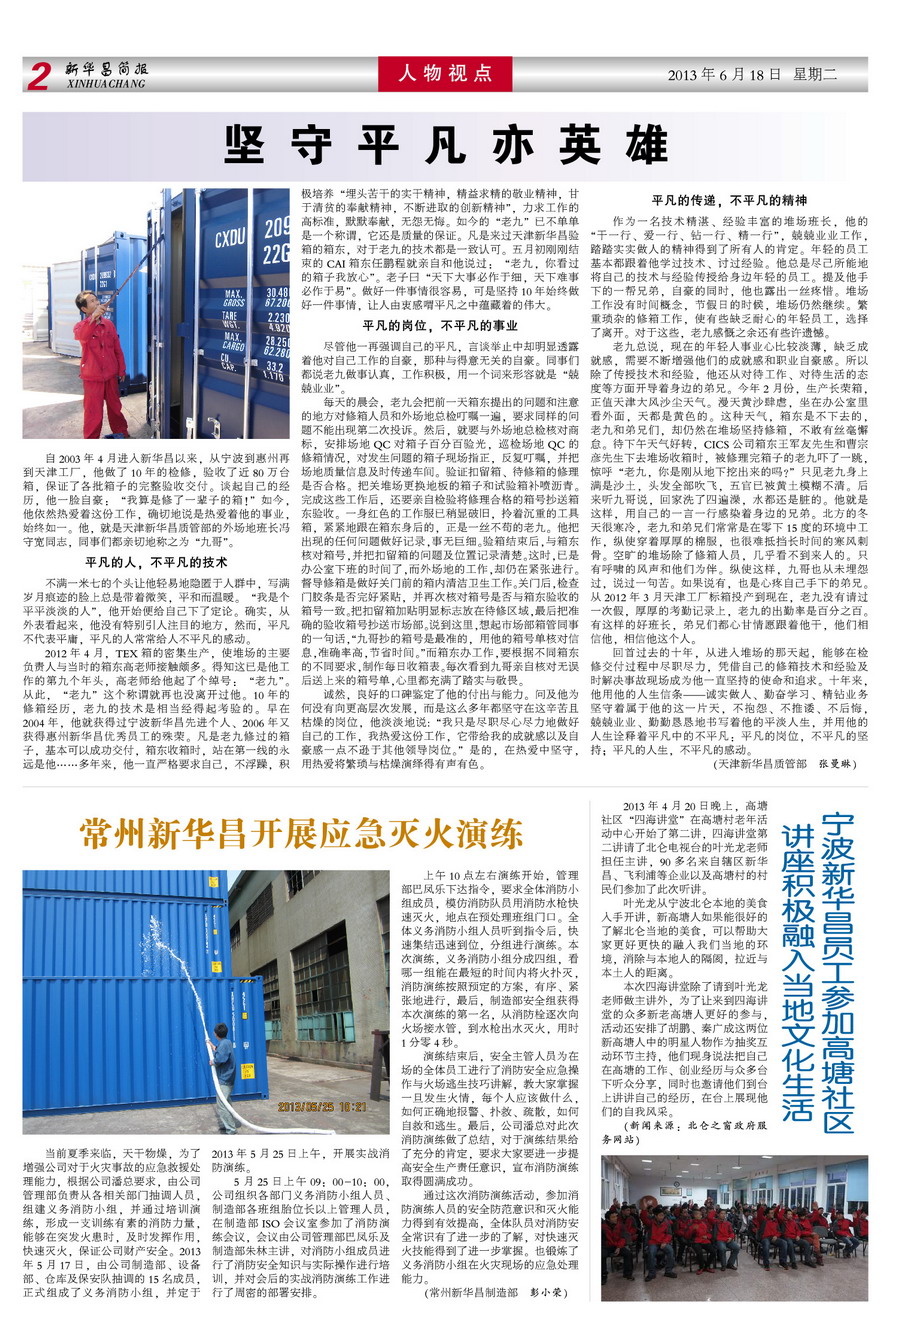 2
新华昌简报
XINHUACHANG
人物视点
2013 年 6 月 18 日 星期二
坚守平凡亦英雄
CXDU 209
22G
MAX.
GROSS
30.480
67.200
TARE
WGT.
2.230
4.920
MAX.
CARGO
28.250
62.280
CU.
CAP.
33.2
1.170
自 2003 年 4 月进入新华昌以来，从宁波到惠州再
到天津工厂，他做了 10 年的检修，验收了近 80 万台
箱，保证了各批箱子的完整验收交付。谈起自己的经
历，他一脸自豪：“我算是修了一辈子的箱！”如今，
他依然热爱着这份工作，确切地说是热爱着他的事业，
始终如一。他，就是天津新华昌质管部的外场地班长冯
守宽同志，同事们都亲切地称之为“九哥”。
平凡的人，不平凡的技术
不满一米七的个头让他轻易地隐匿于人群中，写满
岁月痕迹的脸上总是带着微笑，平和而温暖。“我是个
平平淡淡的人”，他开始便给自己下了定论。确实，从
外表看起来，他没有特别引人注目的地方，然而，平凡
不代表平庸，平凡的人常常给人不平凡的感动。
2012 年 4 月，TEX 箱的密集生产，使堆场的主要
负责人与当时的箱东高老师接触颇多。得知这已是他工
作的第九个年头，高老师给他起了个绰号：“老九”。
从此，“老九”这个称谓就再也没离开过他。10 年的
修箱经历，老九的技术是相当经得起考验的。早在
2004 年，他就获得过宁波新华昌先进个人、2006 年又
获得惠州新华昌优秀员工的殊荣。凡是老九修过的箱
子，基本可以成功交付，箱东收箱时，站在第一线的永
远是他……多年来，他一直严格要求自己，不浮躁，积
极培养“埋头苦干的实干精神，精益求精的敬业精神，甘
于清贫的奉献精神，不断进取的创新精神”，力求工作的
高标准，默默奉献，无怨无悔。如今的“老九”已不单单
是一个称谓，它还是质量的保证。凡是来过天津新华昌验
箱的箱东，对于老九的技术都是一致认可。五月初刚刚结
束的 CAI 箱东任鹏程就亲自和他说过：“老九，你看过
的箱子我放心”。老子曰“天下大事必作于细，天下难事
必作于易”。做好一件事情很容易，可是坚持 10 年始终做
好一件事情，让人由衷感喟平凡之中蕴藏着的伟大。
平凡的岗位，不平凡的事业
尽管他一再强调自己的平凡，言谈举止中却明显透露
着他对自己工作的自豪，那种与得意无关的自豪。同事们
都说老九做事认真，工作积极，用一个词来形容就是“兢
兢业业”。
每天的晨会，老九会把前一天箱东提出的问题和注意
的地方对修箱人员和外场地总检叮嘱一遍，要求同样的问
题不能出现第二次投诉。然后，就要与外场地总检核对商
标，安排场地 QC 对箱子百分百验光，巡检场地 QC 的
修箱情况，对发生问题的箱子现场指正，反复叮嘱，并把
场地质量信息及时传递车间。验证扣留箱、待修箱的修理
是否合格。把关堆场更换地板的箱子和试验箱补喷沥青。
完成这些工作后，还要亲自检验将修理合格的箱号抄送箱
东验收。一身红色的工作服已稍显破旧，拎着沉重的工具
箱，紧紧地跟在箱东身后的，正是一丝不苟的老九。他把
出现的任何问题做好记录，事无巨细。验箱结束后，与箱东
核对箱号，并把扣留箱的问题及位置记录清楚。这时，已是
办公室下班的时间了，而外场地的工作，却仍在紧张进行。
督导修箱是做好关门前的箱内清洁卫生工作。关门后，检查
门胶条是否完好紧贴，并再次核对箱号是否与箱东验收的
箱号一致。把扣留箱加贴明显标志放在待修区域，最后把准
确的验收箱号抄送市场部。说到这里，想起市场部箱管同事
的一句话，“九哥抄的箱号是最准的，用他的箱号单核对信
息，准确率高，节省时间。”而箱东办工作，要根据不同箱东
的不同要求，制作每日收箱表。每次看到九哥亲自核对无误
后送上来的箱号单，心里都充满了踏实与敬畏。
诚然，良好的口碑鉴定了他的付出与能力。问及他为
何没有向更高层次发展，而是这么多年都坚守在这辛苦且
枯燥的岗位，他淡淡地说：“我只是尽职尽心尽力地做好
自己的工作，我热爱这份工作，它带给我的成就感以及自
豪感一点不逊于其他领导岗位。”是的，在热爱中坚守，
用热爱将繁琐与枯燥演绎得有声有色。
平凡的传递，不平凡的精神
作为一名技术精湛、经验丰富的堆场班长，他的
“干一行、爱一行、钻一行、精一行”，兢兢业业工作，
踏踏实实做人的精神得到了所有人的肯定。年轻的员工
基本都跟着他学过技术、讨过经验。他总是尽己所能地
将自己的技术与经验传授给身边年轻的员工。提及他手
下的一帮兄弟，自豪的同时，他也露出一丝疼惜。堆场
工作没有时间概念，节假日的时候，堆场仍然继续。繁
重琐杂的修箱工作，使有些缺乏耐心的年轻员工，选择
了离开。对于这些，老九感慨之余还有些许遗憾。
老九总说，现在的年轻人事业心比较淡薄，缺乏成
就感，需要不断增强他们的成就感和职业自豪感。所以
除了传授技术和经验，他还从对待工作、对待生活的态
度等方面开导着身边的弟兄。今年 2 月份，生产长荣箱，
正值天津大风沙尘天气。漫天黄沙肆虐，坐在办公室里
看外面，天都是黄色的。这种天气，箱东是不下去的，
老九和弟兄们，却仍然在堆场坚持修箱，不敢有丝毫懈
怠。待下午天气好转，CICS 公司箱东王军友先生和曹宗
彦先生下去堆场收箱时，被修理完箱子的老九吓了一跳，
惊呼“老九，你是刚从地下挖出来的吗?”只见老九身上
满是沙土，头发全部吹飞，五官已被黄土模糊不清。后
来听九哥说，回家洗了四遍澡，水都还是脏的。他就是
这样，用自己的一言一行感染着身边的兄弟。北方的冬
天很寒冷，老九和弟兄们常常是在零下 15 度的环境中工
作，纵使穿着厚厚的棉服，也很难抵挡长时间的寒风刺
骨。空旷的堆场除了修箱人员，几乎看不到来人的。只
有呼啸的风声和他们为伴。纵使这样，九哥也从未埋怨
过，说过一句苦。如果说有，也是心疼自己手下的弟兄。
从 2012 年 3 月天津工厂标箱投产到现在，老九没有请过
一次假，厚厚的考勤记录上，老九的出勤率是百分之百。
有这样的好班长，弟兄们都心甘情愿跟着他干，他们相
信他，相信他这个人。
回首过去的十年，从进入堆场的那天起，能够在检
修交付过程中尽职尽力，凭借自己的修箱技术和经验及
时解决事故现场成为他一直坚持的使命和追求。十年来，
他用他的人生信条——诚实做人、勤奋学习、精钻业务
坚守着属于他的这一片天，不抱怨、不推诿、不后悔，
兢兢业业、勤勤恳恳地书写着他的平淡人生，并用他的
人生诠释着平凡中的不平凡：平凡的岗位，不平凡的坚
持；平凡的人生，不平凡的感动。
(天津新华昌质管部 张曼琳)
常州新华昌开展应急灭火演练
2013/05/25 10:21
当前夏季来临，天干物燥，为了
增强公司对于火灾事故的应急救援处
理能力，根据公司潘总要求，由公司
管理部负责从各相关部门抽调人员，
组建义务消防小组，并通过培训演
练，形成一支训练有素的消防力量，
能够在突发火患时，及时发挥作用，
快速灭火，保证公司财产安全。2013
年 5 月 17 日，由公司制造部、设备
部、仓库及保安队抽调的 15 名成员，
正式组成了义务消防小组，并定于
2013 年 5 月 25 日上午，开展实战消
防演练。
5 月 25 日上午 09：00-10：00，
公司组织各部门义务消防小组人员、
制造部各班组胎位长以上管理人员，
在制造部 ISO 会议室参加了消防演
练会议，会议由公司管理部巴凤乐及
制造部朱林主讲，对消防小组成员进
行了消防安全知识与实际操作进行培
训，并对会后的实战消防演练工作进
行了周密的部署安排。
上午 10 点左右演练开始，管理
部巴凤乐下达指令，要求全体消防小
组成员，模仿消防队员用消防水枪快
速灭火，地点在预处理班组门口。全
体义务消防小组人员听到指令后，快
速集结迅速到位，分组进行演练。本
次演练，义务消防小组分成四组，看
哪一组能在最短的时间内将火扑灭，
消防演练按照预定的方案，有序、紧
张地进行，最后，制造部安全组获得
本次演练的第一名，从消防栓逐次向
火场接水管，到水枪出水灭火，用时
1 分零 4 秒。
演练结束后，安全主管人员为在
场的全体员工进行了消防安全应急操
作与火场逃生技巧讲解，教大家掌握
一旦发生火情，每个人应该做什么，
如何正确地报警、扑救、疏散，如何
自救和逃生。最后，公司潘总对此次
消防演练做了总结，对于演练结果给
了充分的肯定，要求大家要进一步提
高安全生产责任意识，宣布消防演练
取得圆满成功。
通过这次消防演练活动，参加消
防演练人员的安全防范意识和灭火能
力得到有效提高，全体队员对消防安
全常识有了进一步的了解，对快速灭
火技能得到了进一步掌握。也锻炼了
义务消防小组在火灾现场的应急处理
能力。
(常州新华昌制造部 彭小荣)
2013 年 4 月 20 日晚上，高塘
社区“四海讲堂”在高塘村老年活
动中心开始了第二讲，四海讲堂第
二讲请了北仑电视台的叶光龙老师
担任主讲，90 多名来自辖区新华
昌、飞利浦等企业以及高塘村的村
民们参加了此次听讲。
叶光龙从宁波北仑本地的美食
人手开讲，新高塘人如果能很好的
了解北仑当地的美食，可以帮助大
家更好更快的融入我们当地的环
境，消除与本地人的隔阂，拉近与
本土人的距离。
本次四海讲堂除了请到叶光龙
老师做主讲外，为了让来到四海讲
堂的众多新老高塘人更好的参与，
活动还安排了胡鹏、秦广成这两位
新高塘人中的明星人物作为抽奖互
动环节主持，他们现身说法把自己
在高塘的工作、创业经历与众多台
下听众分享，同时也邀请他们到台
上讲讲自己的经历，在台上展现他
们的自我风采。
(新闻来源：北仑之窗政府服
务网站)
宁波新华昌员工参加高塘社区
讲座积极融入当地文化生活